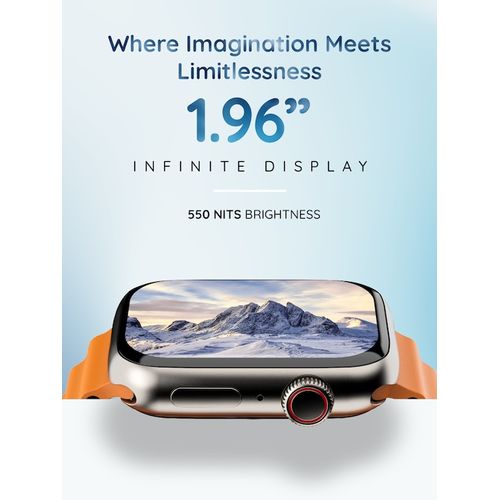 Where Imagination Meets
Limitlessness
1.96”
INFINITE DISPLAY
550 NITS BRIGHTNESS